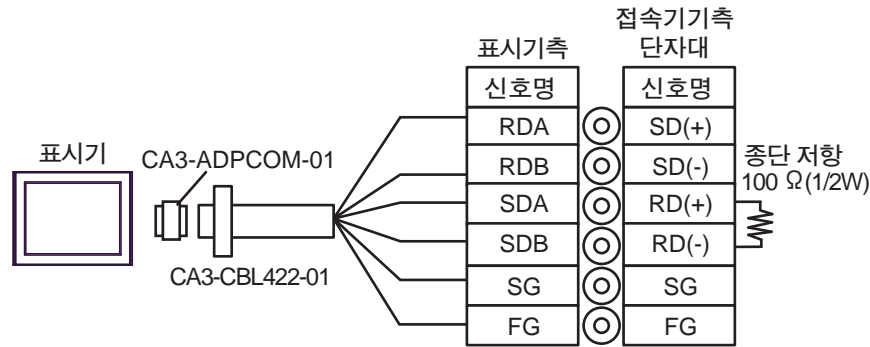 접속기기측
표시기측 단자대
신호명 신호명
RDA SD(+)
표시기 CA3-ADPCOM-01 RDB SD(-) 종단 저항
SDA RD(+) 100 Ω(1/2W)
SDB RD(-)
CA3-CBL422-01
SG SG
FG FG